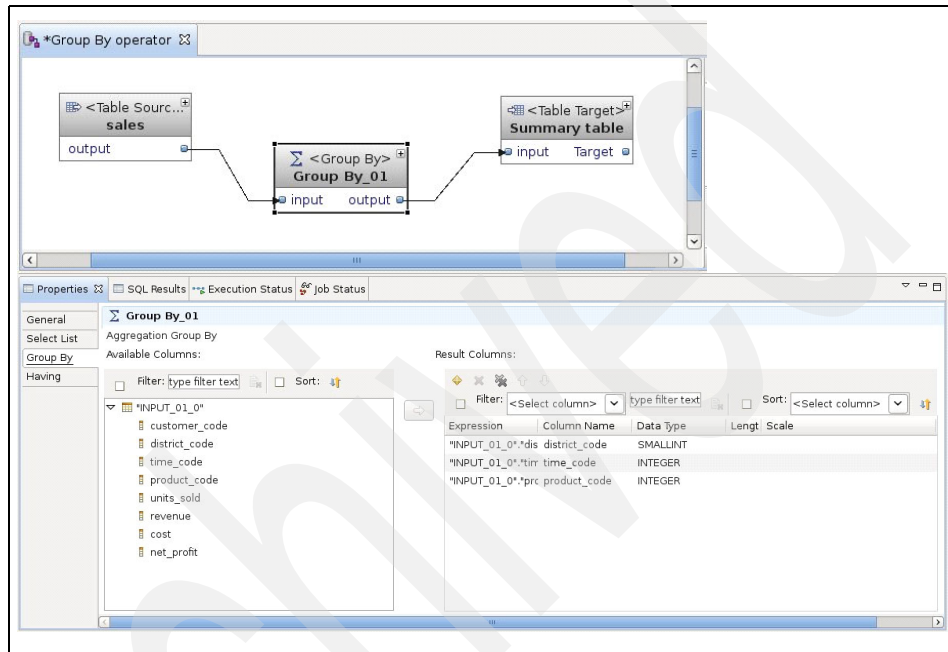 *Group By operator
<Table Sourc...
sales
output
<Group By>
Group By_01
input output
<Table Target>
Summary table
input Target
Properties SQL Results Execution Status Job Status
General
Select List
Group By
Having
Group By_01
Aggregation Group By
Available Columns:
Filter: type filter text Sort:
"INPUT_01_0"
customer_code
district_code
time_code
product_code
units_sold
revenue
cost
net_profit
Result Columns:
Filter: <Select column> type filter text Sort: <Select column>
Expression Column Name Data Type Lengt Scale
"INPUT_01_0"."dis district_code SMALLINT
"INPUT_01_0"."tim time_code INTEGER
"INPUT_01_0"."prc product_code INTEGER